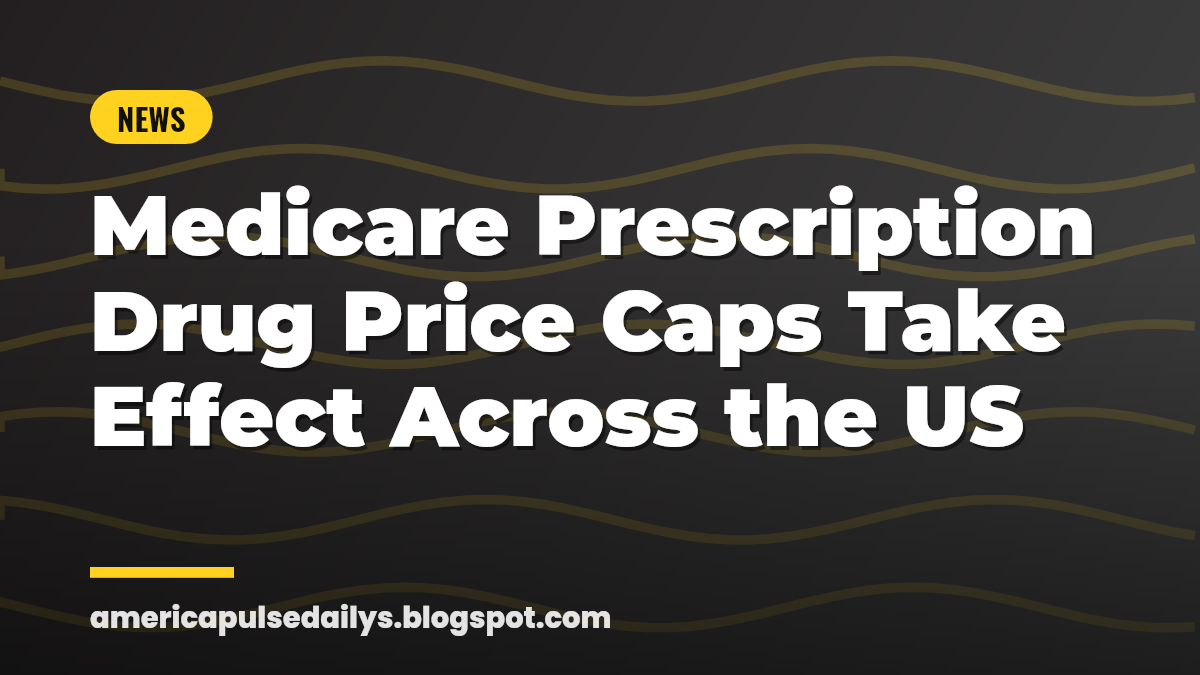 NEWS
Medicare Prescription
Drug Price Caps Take
Effect Across the US
americapulsedailys.blogspot.com